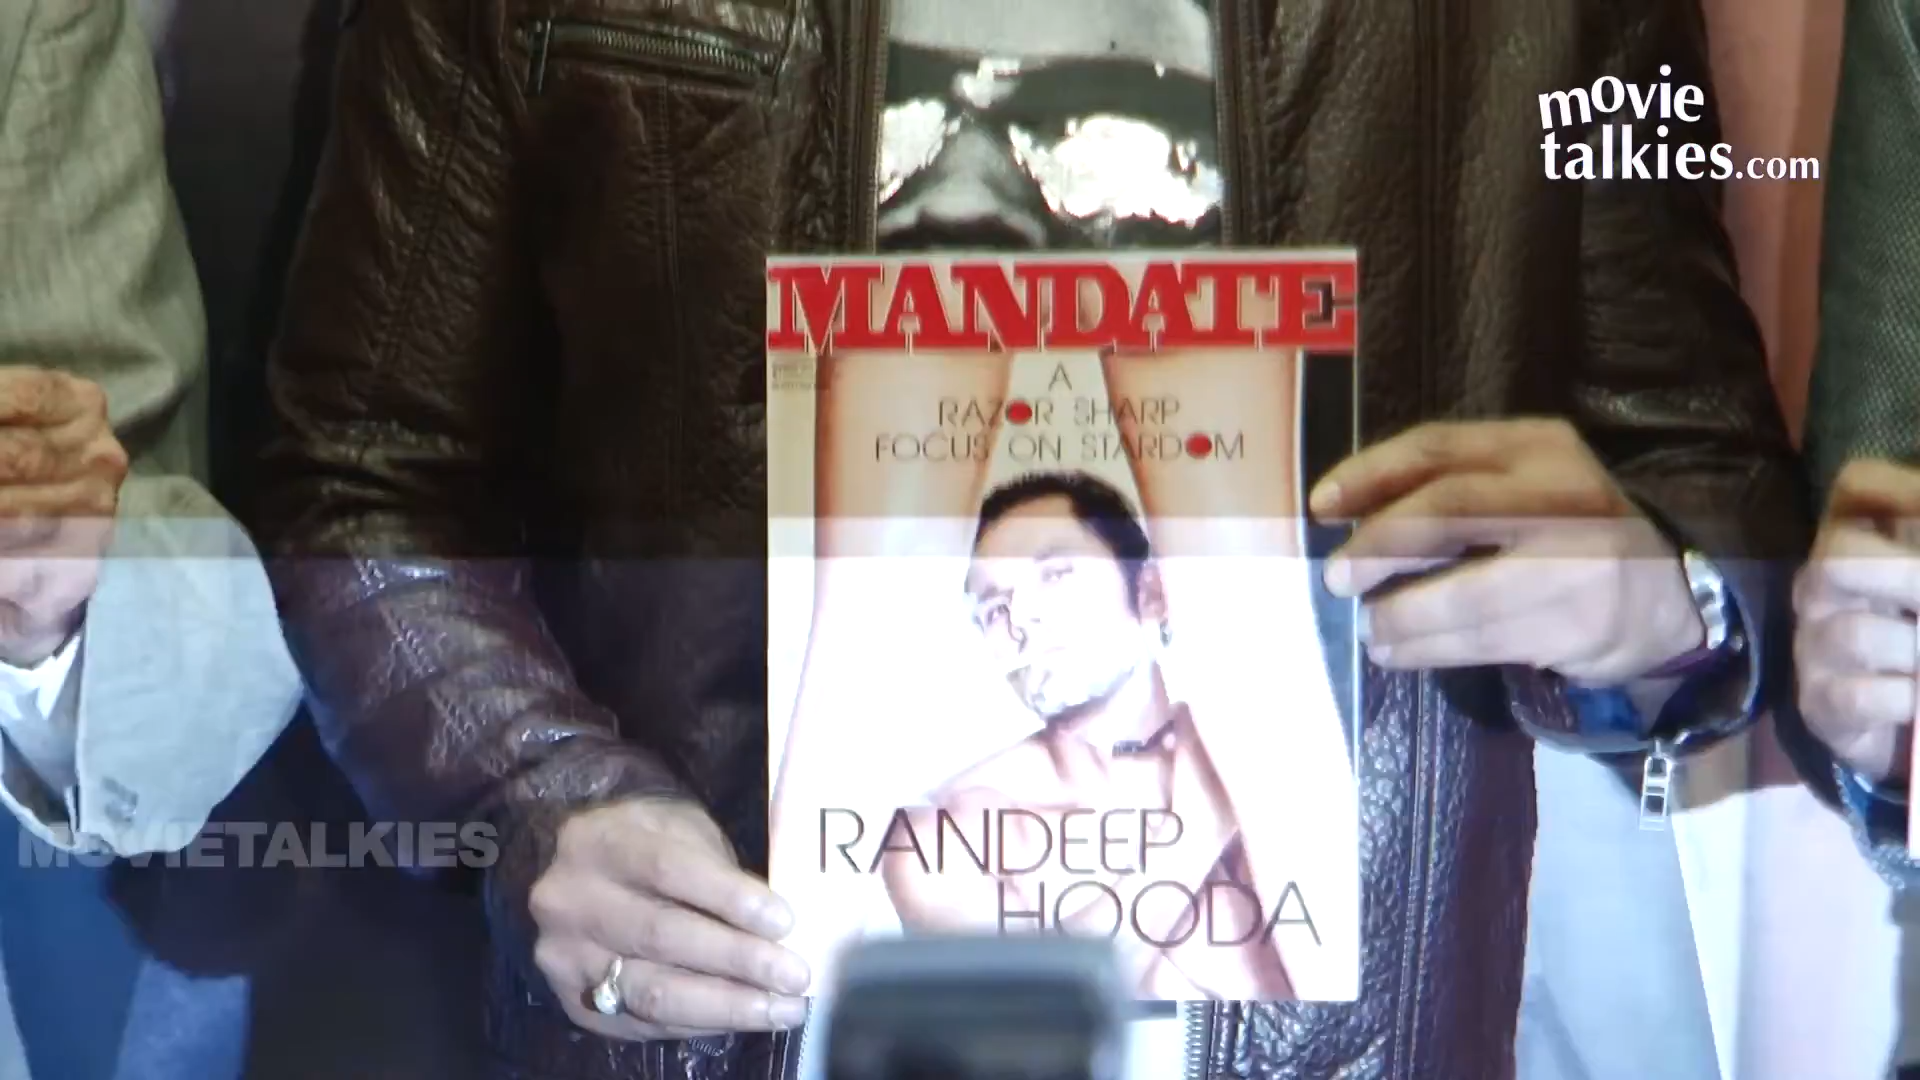 movie
talkies.com
MANDATE
A
RAZOR SHARP
FOCUS ON STARDOM
RANDEEP
HOODA
MOVIETALKIES